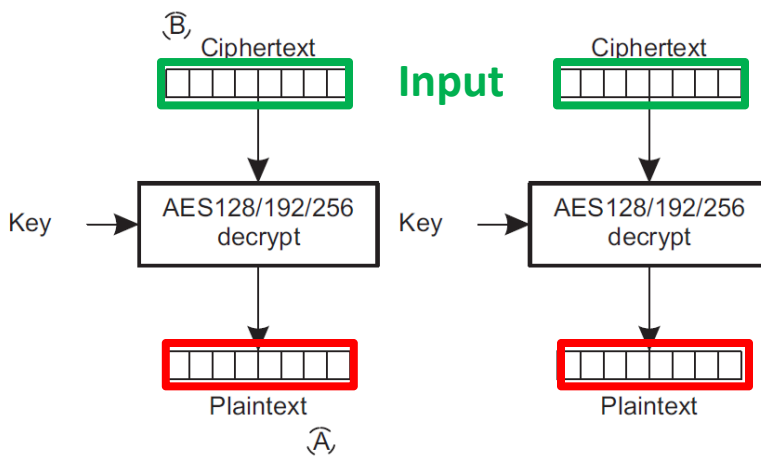 B
Ciphertext
Input
Ciphertext
Key
AES128/192/256
decrypt
Key
AES128/192/256
decrypt
Plaintext
Plaintext
A